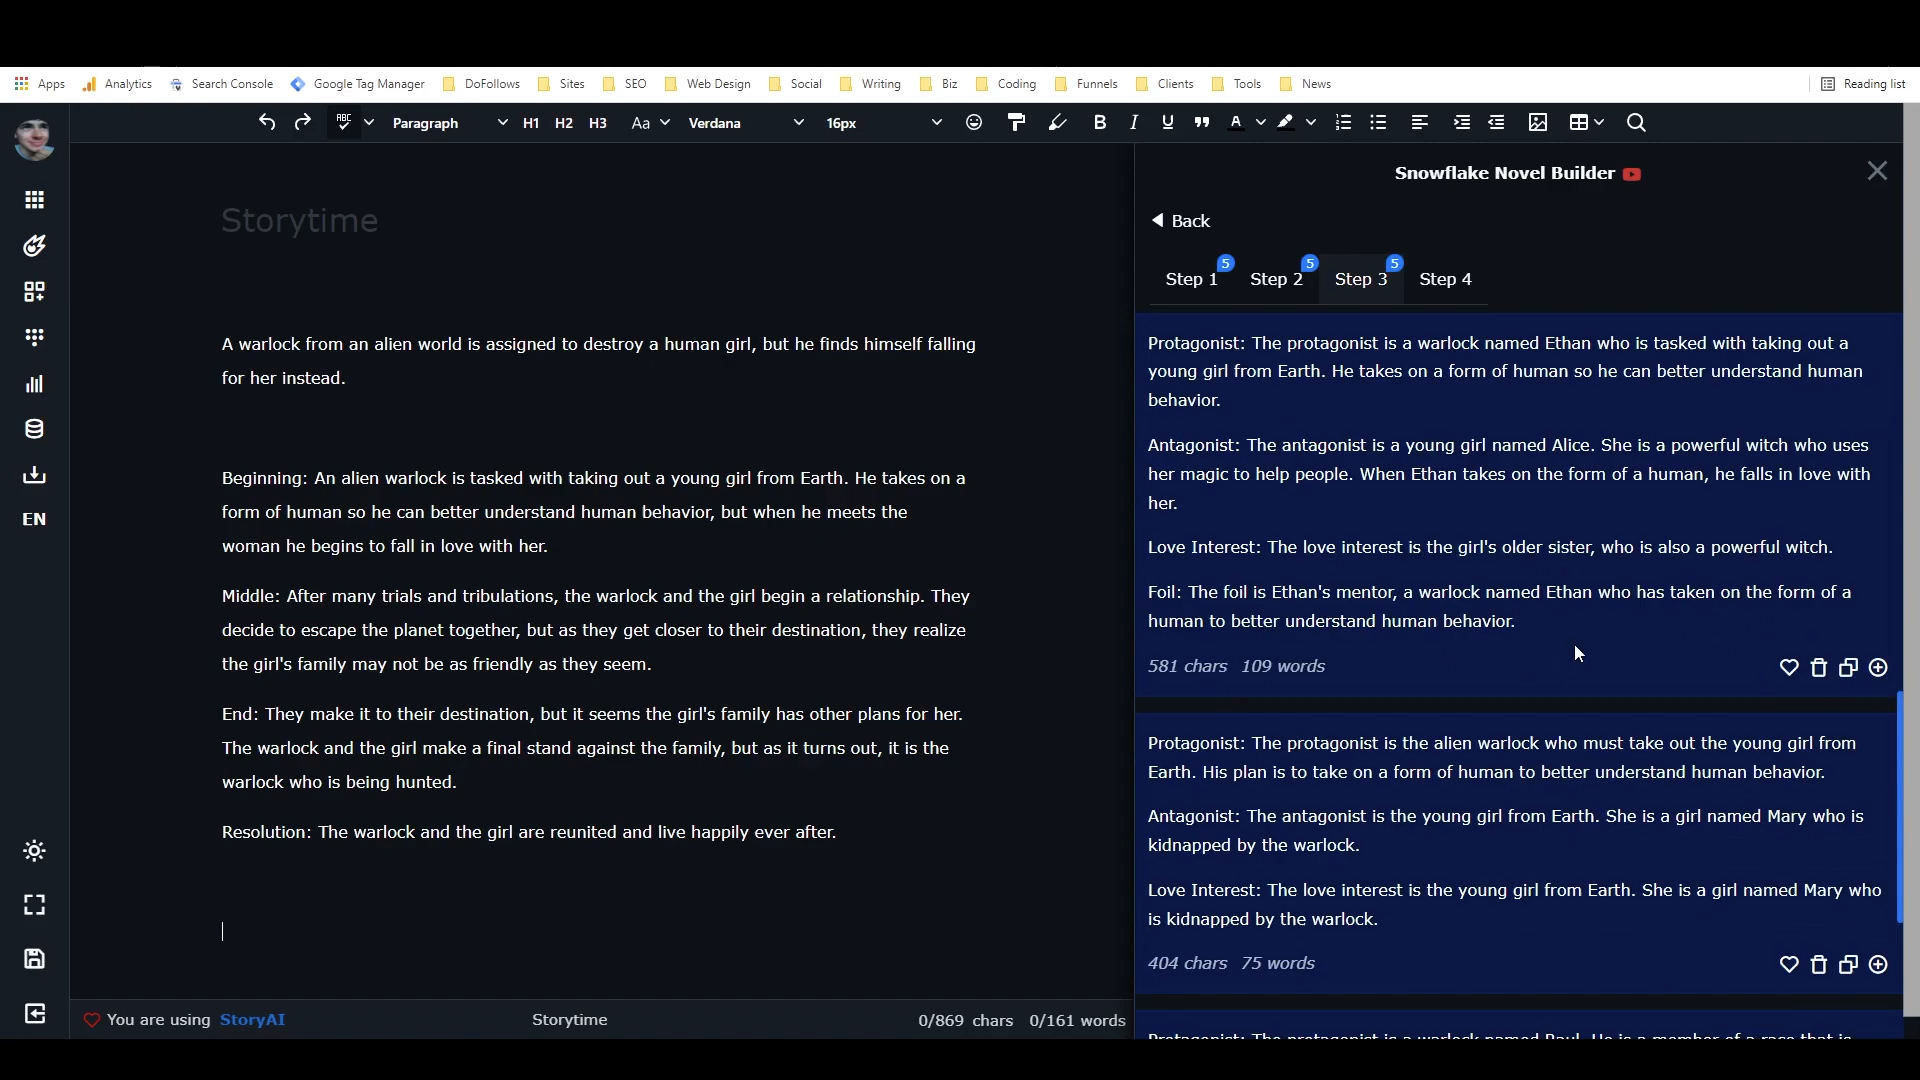 Apps Analytics Search Console Google Tag Manager DoFollows Sites SEO Web Design Social Writing Biz Coding Funnels Clients Tools News Reading list
ABC Paragraph H1 H2 H3 Aa Verdana 16px B I U A
EN
Storytime
A warlock from an alien world is assigned to destroy a human girl, but he finds himself falling
for her instead.
Beginning: An alien warlock is tasked with taking out a young girl from Earth. He takes on a
form of human so he can better understand human behavior, but when he meets the
woman he begins to fall in love with her.
Middle: After many trials and tribulations, the warlock and the girl begin a relationship. They
decide to escape the planet together, but as they get closer to their destination, they realize
the girl's family may not be as friendly as they seem.
End: They make it to their destination, but it seems the girl's family has other plans for her.
The warlock and the girl make a final stand against the family, but as it turns out, it is the
warlock who is being hunted.
Resolution: The warlock and the girl are reunited and live happily ever after.
You are using StoryAI
Storytime
0/869 chars 0/161 words
Snowflake Novel Builder
Back
Step 1 5 Step 2 5 Step 3 5 Step 4
Protagonist: The protagonist is a warlock named Ethan who is tasked with taking out a
young girl from Earth. He takes on a form of human so he can better understand human
behavior.
Antagonist: The antagonist is a young girl named Alice. She is a powerful witch who uses
her magic to help people. When Ethan takes on the form of a human, he falls in love with
her.
Love Interest: The love interest is the girl's older sister, who is also a powerful witch.
Foil: The foil is Ethan's mentor, a warlock named Ethan who has taken on the form of a
human to better understand human behavior.
581 chars 109 words
Protagonist: The protagonist is the alien warlock who must take out the young girl from
Earth. His plan is to take on a form of human to better understand human behavior.
Antagonist: The antagonist is the young girl from Earth. She is a girl named Mary who is
kidnapped by the warlock.
Love Interest: The love interest is the young girl from Earth. She is a girl named Mary who
is kidnapped by the warlock.
404 chars 75 words
Protagonist: The protagonist is a warlock named Paul. He is a member of a race that is